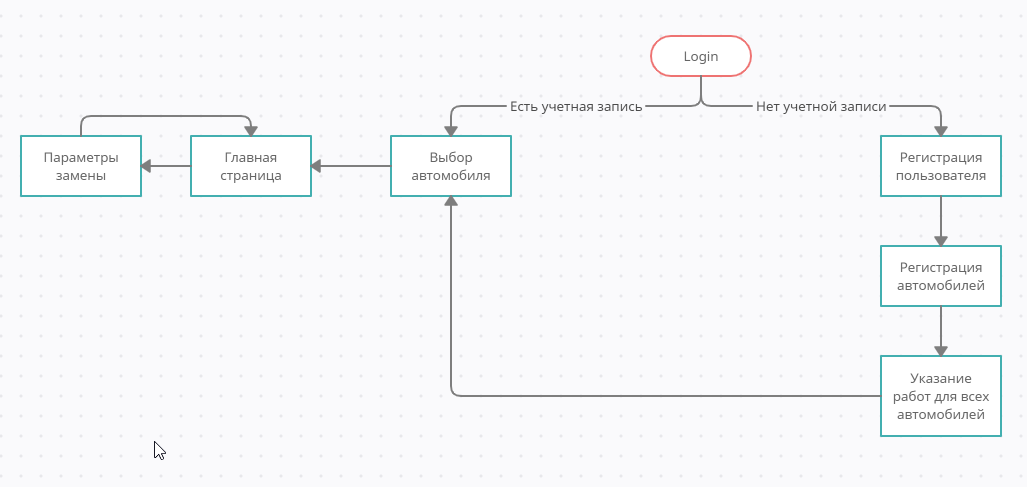 Login
Есть учетная запись
Нет учетной записи
Параметры
замены
Главная
страница
Выбор
автомобиля
Регистрация
пользователя
Регистрация
автомобилей
Указание
работ для всех
автомобилей